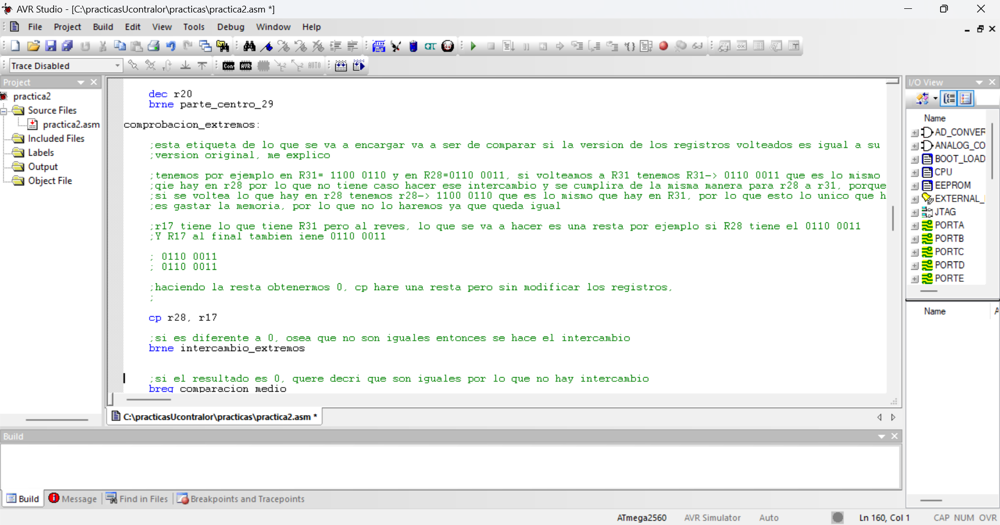 AVR Studio - [C:\practicasUcontralor\practicas\practica2.asm *]
File Project Build Edit View Tools Debug Window Help
Trace Disabled
Con AVR AUTO
Project
practica2
Source Files
practica2.asm
Included Files
Labels
Output
Object File
dec r20
brne parte_centro_29
comprobacion_extremos:
;esta etiqueta de lo que se va a encargar va a ser de comparar si la version de los registros volteados es igual a su
;version original, me explico
;tenemos por ejemplo en R31= 1100 0110 y en R28=0110 0011, si volteamos a R31 tenemos R31-> 0110 0011 que es lo mismo
;qie hay en r28 por lo que no tiene caso hacer ese intercambio y se cumplira de la misma manera para r28 a r31, porque
;si se voltea lo que hay en r28 tenemos r28-> 1100 0110 que es lo mismo que hay en R31, por lo que esto lo unico que h
;es gastar la memoria, por lo que no lo haremos ya que queda igual
;r17 tiene lo que tiene R31 pero al reves, lo que se va a hacer es una resta por ejemplo si R28 tiene el 0110 0011
;Y R17 al final tambien iene 0110 0011
; 0110 0011
; 0110 0011
;haciendo la resta obtenermos 0, cp hare una resta pero sin modificar los registros,
;
cp r28, r17
;si es diferente a 0, osea que no son iguales entonces se hace el intercambio
brne intercambio_extremos
;si el resultado es 0, quere decri que son iguales por lo que no hay intercambio
breq comparacion_medio
C:\practicasUcontralor\practicas\practica2.asm *
I/O View
Name
AD_CONVER
ANALOG_CO
BOOT_LOAD
CPU
EEPROM
EXTERNAL_
JTAG
PORTA
PORTB
PORTC
PORTD
PORTE
Name A
Build
Build Message Find in Files Breakpoints and Tracepoints
ATmega2560 AVR Simulator Auto Ln 160, Col 1 CAP NUM OVR